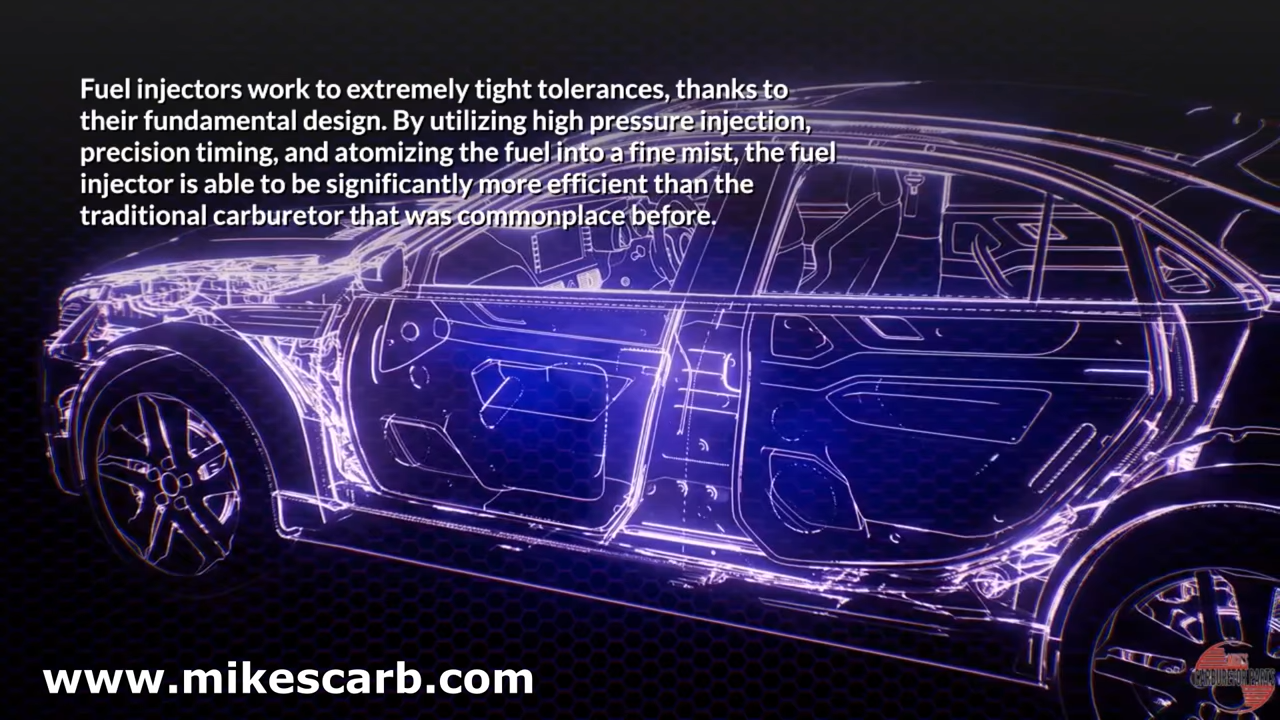 Fuel injectors work to extremely tight tolerances, thanks to
their fundamental design. By utilizing high pressure injection,
precision timing, and atomizing the fuel into a fine mist, the fuel
injector is able to be significantly more efficient than the
traditional carburetor that was commonplace before.
www.mikescarb.com
CARBURETOR PARTS